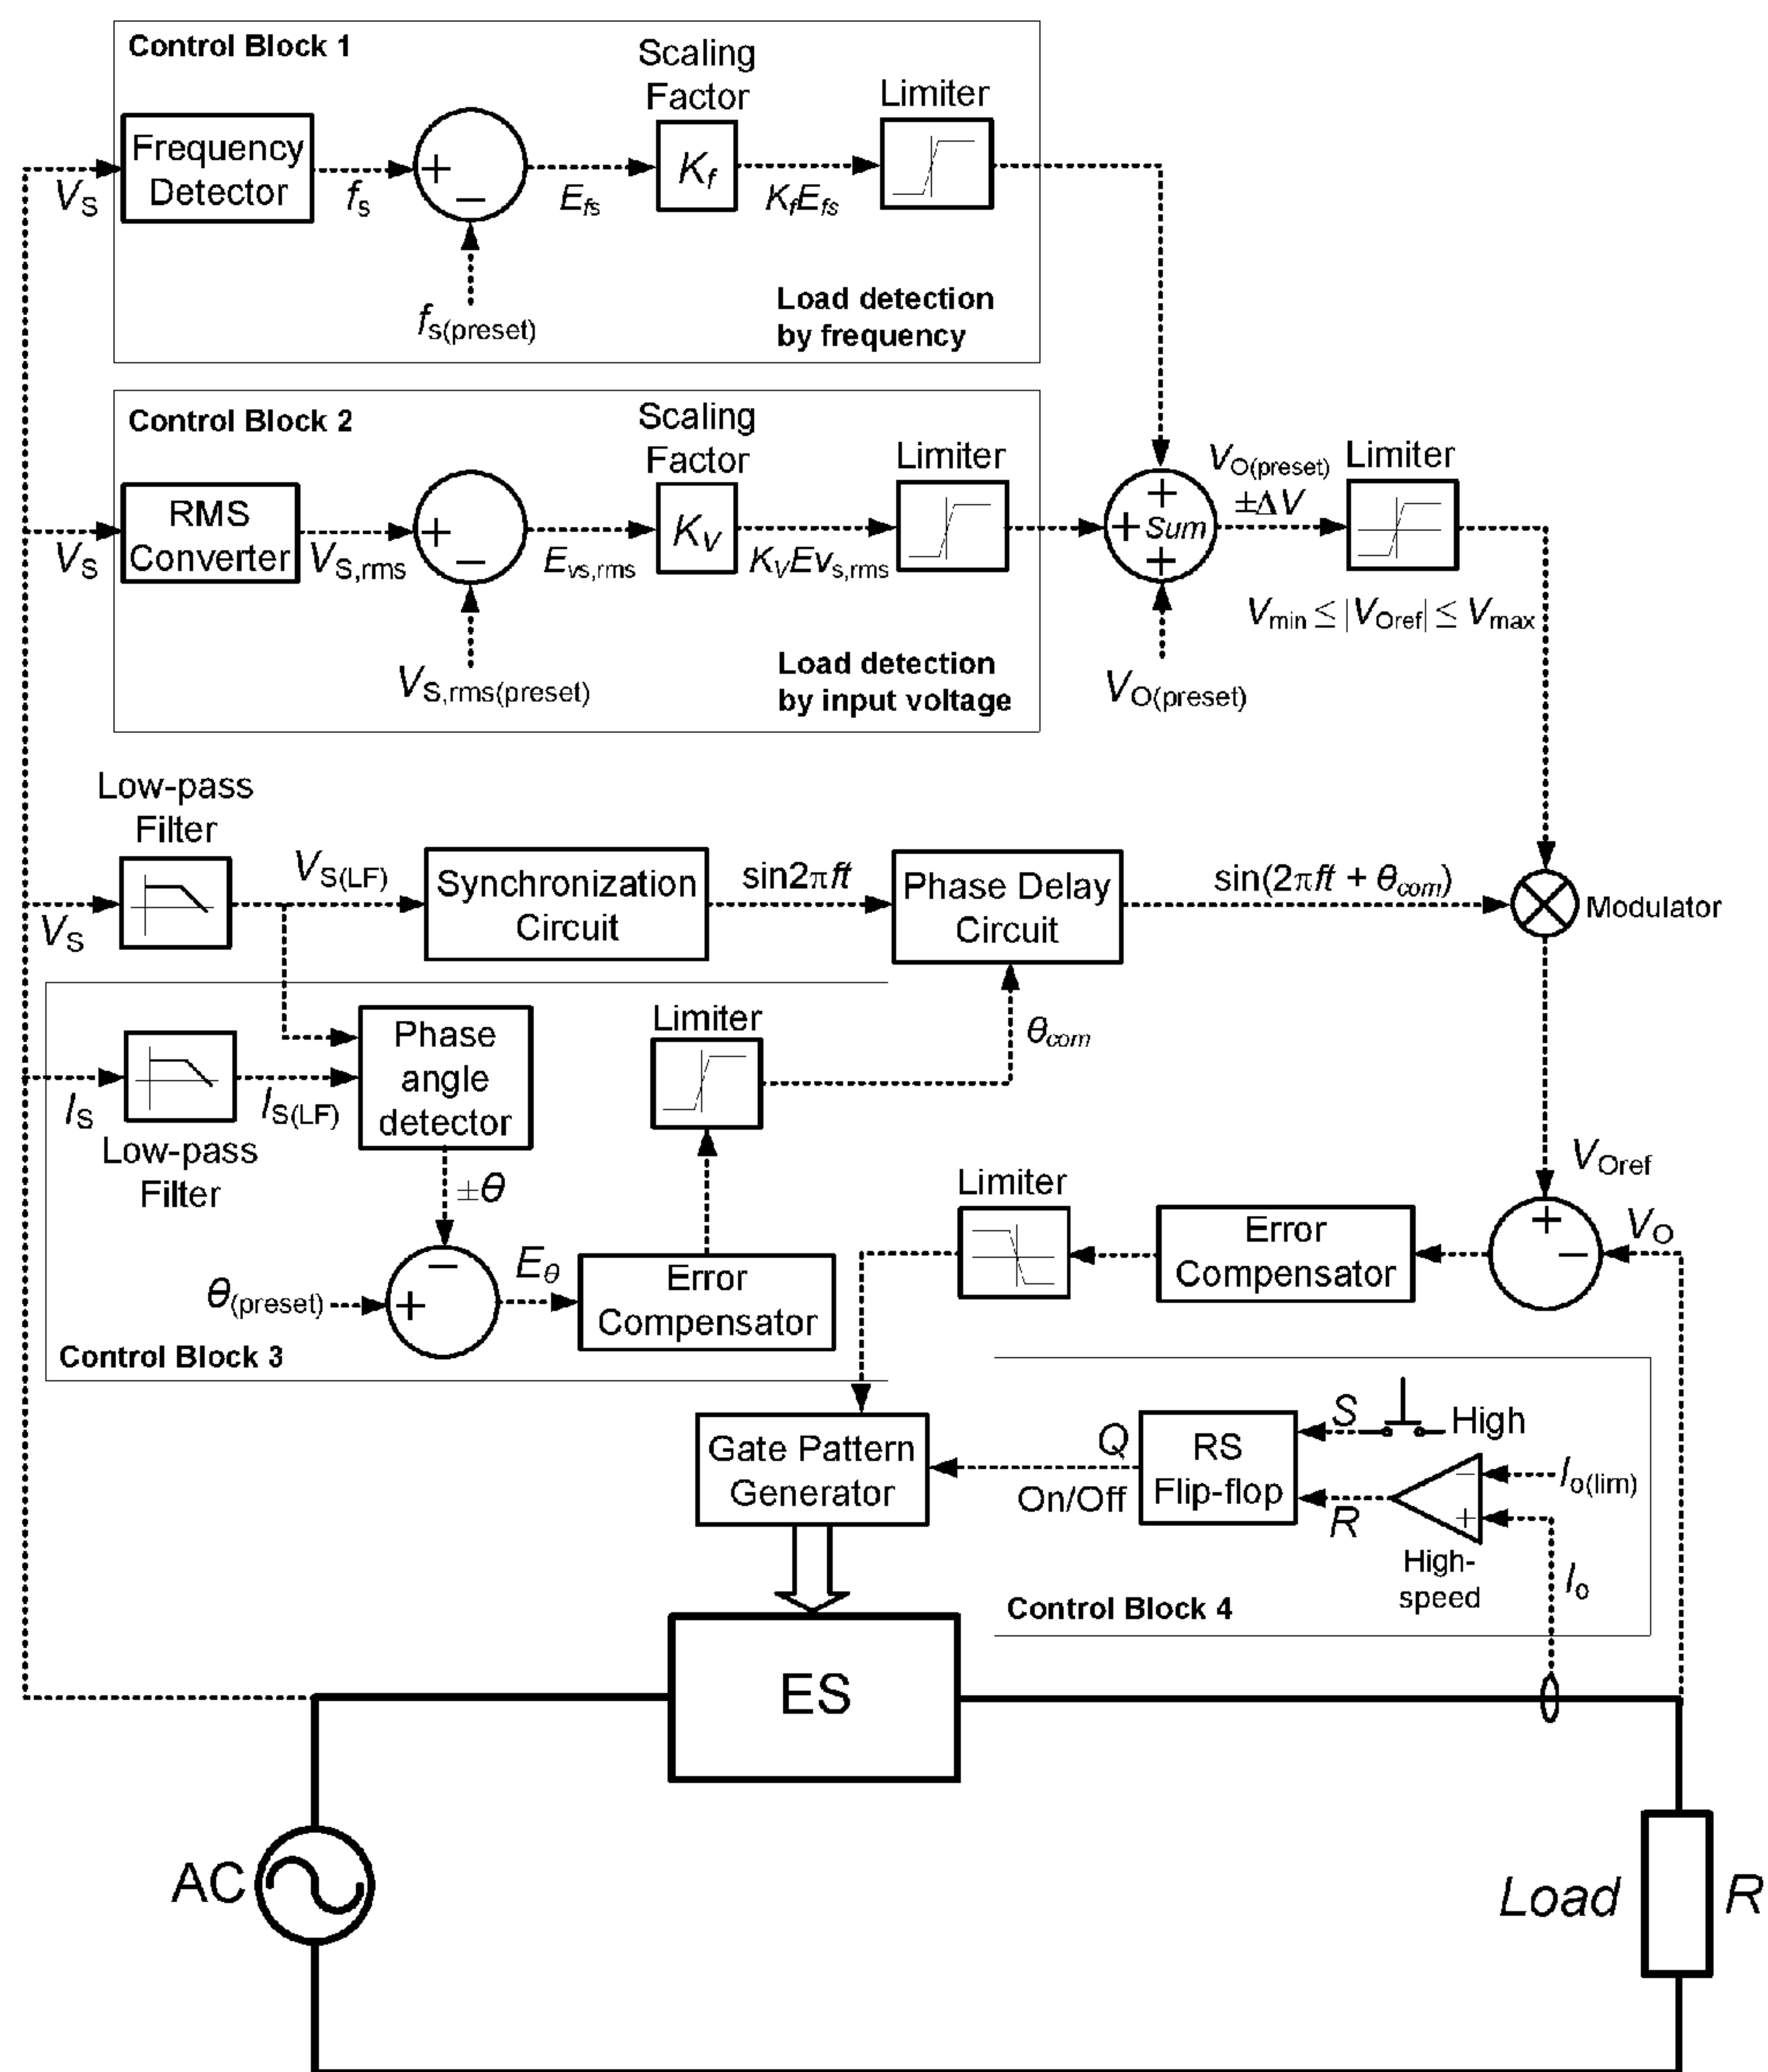 Control Block 1
Scaling
Factor
Limiter
Frequency
Detector
V_S
f_s
+
−
E_fs
K_f
K_fE_fs
f_s(preset)
Load detection
by frequency
Control Block 2
Scaling
Factor
Limiter
RMS
Converter
V_S
V_S,rms
+
−
E_vs,rms
K_V
K_VEv_s,rms
V_S,rms(preset)
Load detection
by input voltage
+
+ Sum
+
V_O(preset)
±ΔV
Limiter
V_min ≤ |V_Oref| ≤ V_max
V_O(preset)
Low-pass
Filter
V_S
V_S(LF)
Synchronization
Circuit
sin2πft
Phase Delay
Circuit
sin(2πft + θ_com)
Modulator
θ_com
I_S
Low-pass
Filter
I_S(LF)
Phase
angle
detector
Limiter
±θ
θ_(preset)
−
+
E_θ
Error
Compensator
Control Block 3
V_Oref
V_O
+
−
Error
Compensator
Limiter
Gate Pattern
Generator
Q
On/Off
RS
Flip-flop
S
High
R
−
+
I_o(lim)
High-
speed
I_o
Control Block 4
ES
AC
Load
R